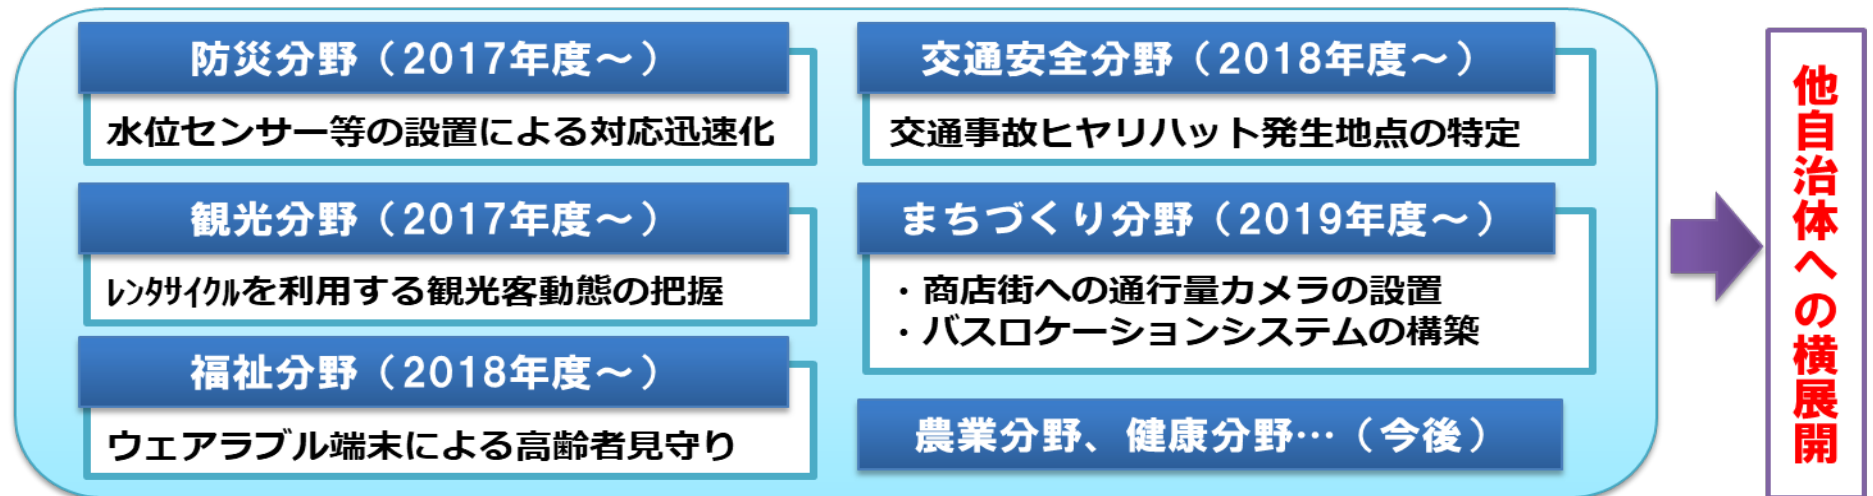 防災分野（2017年度～）
水位センサー等の設置による対応迅速化
観光分野（2017年度～）
ﾚﾝﾀｻｲｸﾙを利用する観光客動態の把握
福祉分野（2018年度～）
ウェアラブル端末による高齢者見守り
交通安全分野（2018年度～）
交通事故ヒヤリハット発生地点の特定
まちづくり分野（2019年度～）
・商店街への通行量カメラの設置
・バスロケーションシステムの構築
農業分野、健康分野…（今後）
他自治体への横展開